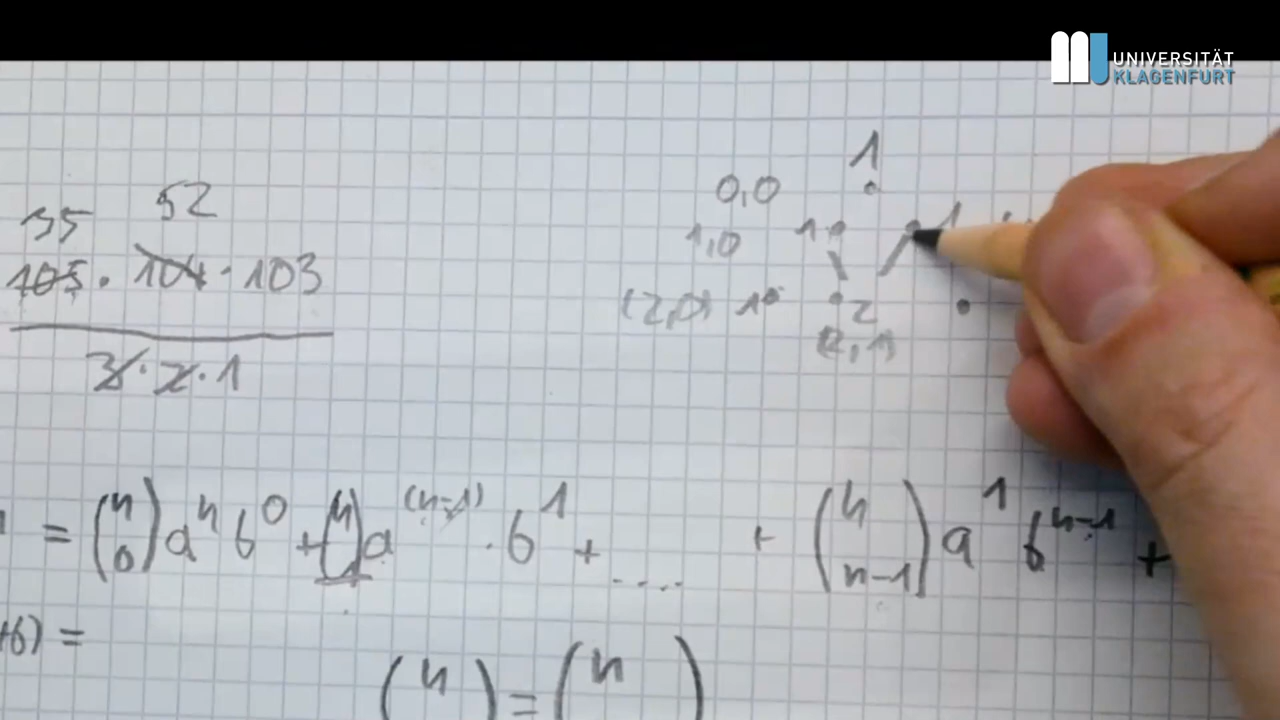 UNIVERSITÄT
KLAGENFURT
1
0,0
1,0 1 1
(2,0) 1 2
(2,1)
35 52
105 · 104 · 103
3 · 2 · 1
= (n 0) a^n b^0 + (n 1) a^(n-1) · b^1 + .... + (n n-1) a^1 b^n-1 +
+b) =
(n ) = (n )